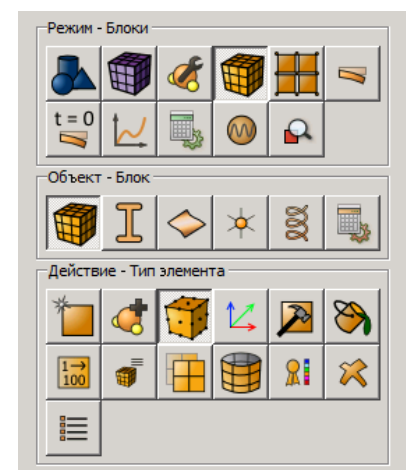 Режим - Блоки
t = 0
Объект - Блок
Действие - Тип элемента
1→
100